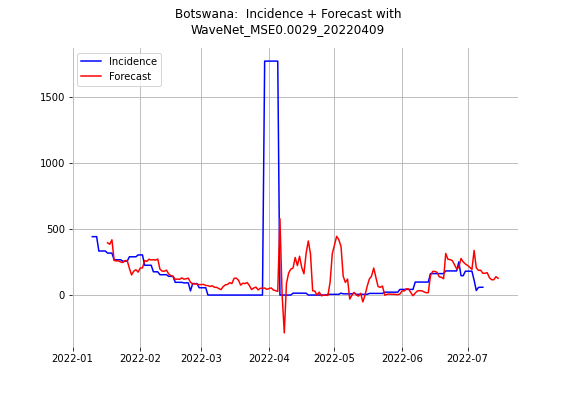 Botswana:  Incidence + Forecast with
WaveNet_MSE0.0029_20220409
Incidence
Forecast
1500
1000
500
0
2022-01
2022-02
2022-03
2022-04
2022-05
2022-06
2022-07